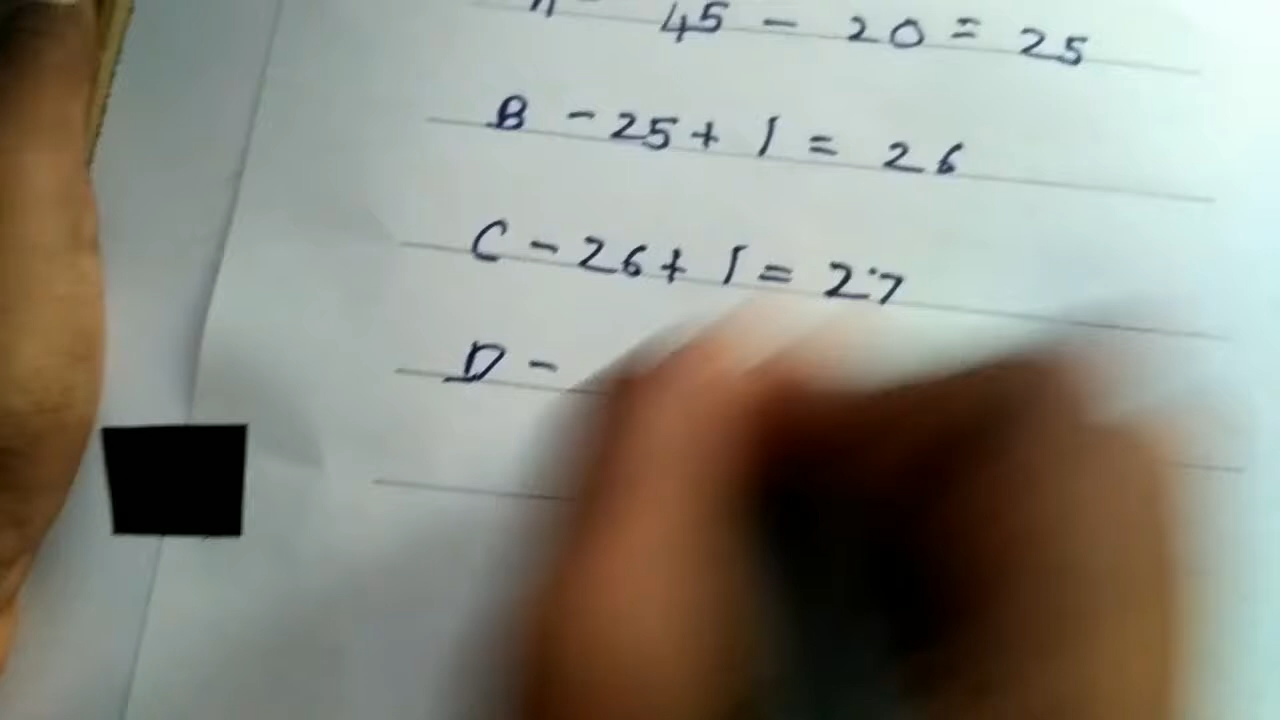 45 - 20 = 25
B - 25 + 1 = 26
C - 26 + 1 = 27
D -